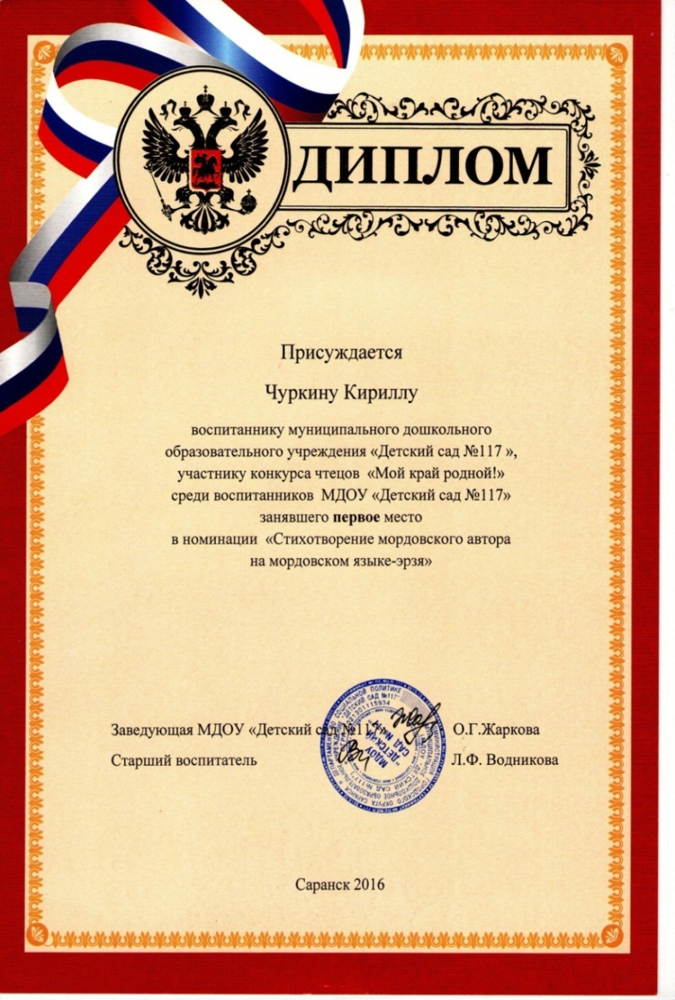 ДИПЛОМ
Присуждается
Чуркину Кириллу
воспитаннику муниципального дошкольного
образовательного учреждения «Детский сад №117 »,
участнику конкурса чтецов «Мой край родной!»
среди воспитанников МДОУ «Детский сад №117»
занявшего первое место
в номинации «Стихотворение мордовского автора
на мордовском языке-эрзя»
Заведующая МДОУ «Детский сад №117» О.Г.Жаркова
Старший воспитатель Л.Ф. Водникова
МДОУ
"ДЕТСКИЙ
САД №117"
Саранск 2016